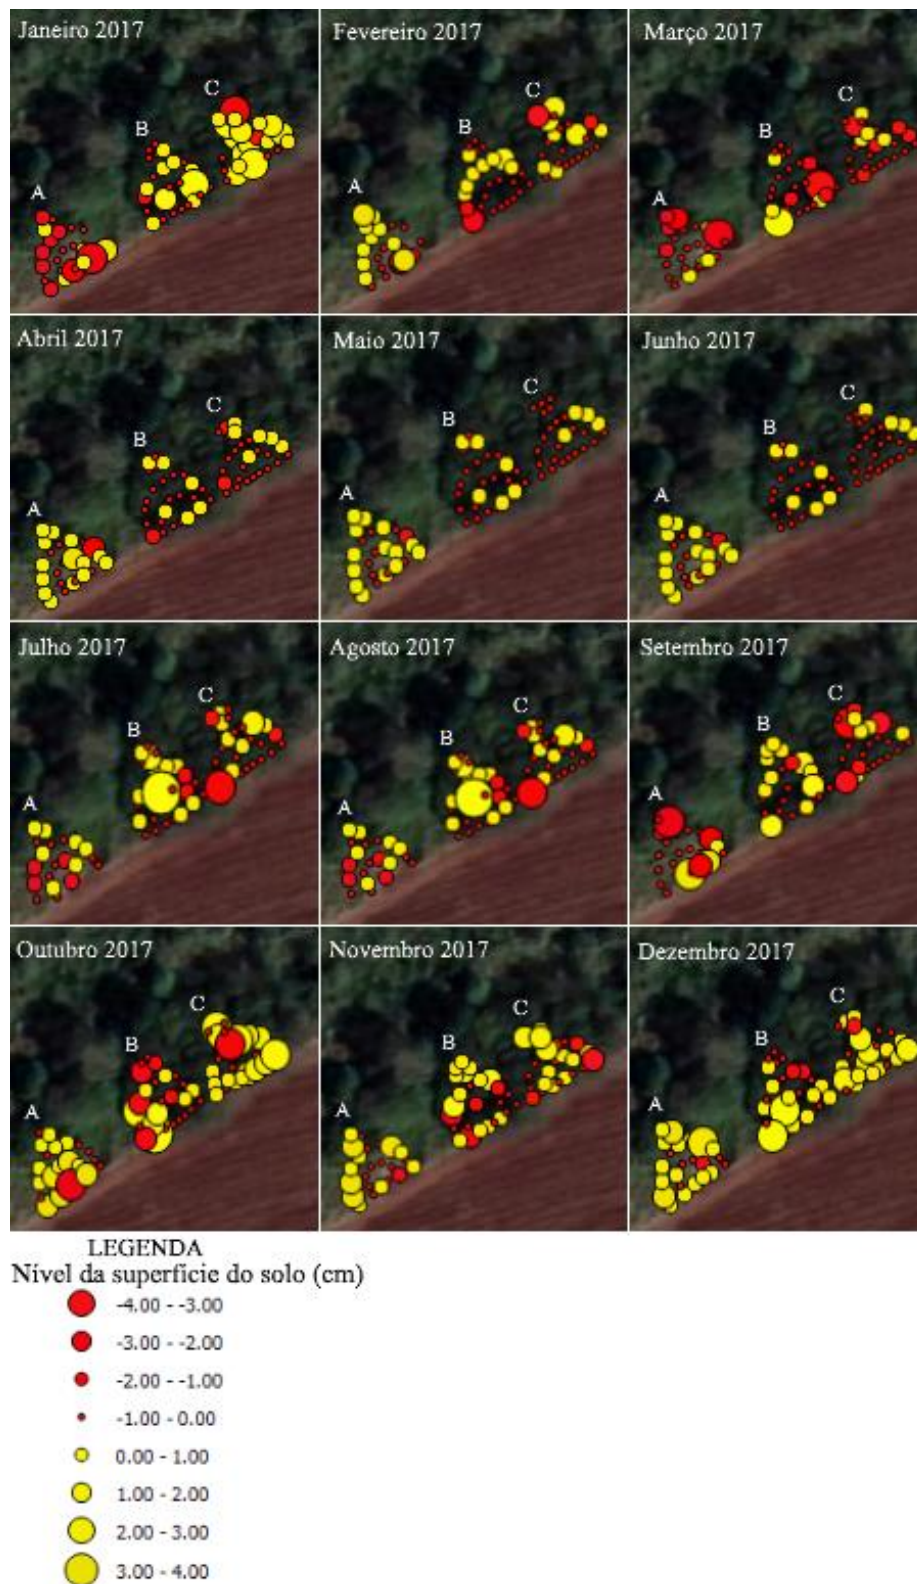 Janeiro 2017
Fevereiro 2017
Março 2017
C
B
A
C
B
A
C
B
A
Abril 2017
Maio 2017
Junho 2017
C
B
A
C
B
A
C
B
A
Julho 2017
Agosto 2017
Setembro 2017
C
B
A
C
B
A
C
B
A
Outubro 2017
Novembro 2017
Dezembro 2017
C
B
A
C
B
A
C
B
A
LEGENDA
Nível da superfície do solo (cm)
-4.00 - -3.00
-3.00 - -2.00
-2.00 - -1.00
-1.00 - 0.00
0.00 - 1.00
1.00 - 2.00
2.00 - 3.00
3.00 - 4.00